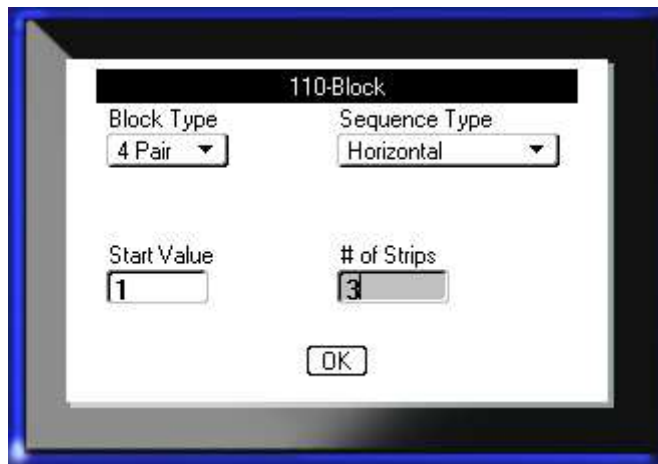 110-Block
Block Type Sequence Type
4 Pair Horizontal
Start Value # of Strips
1 3
OK